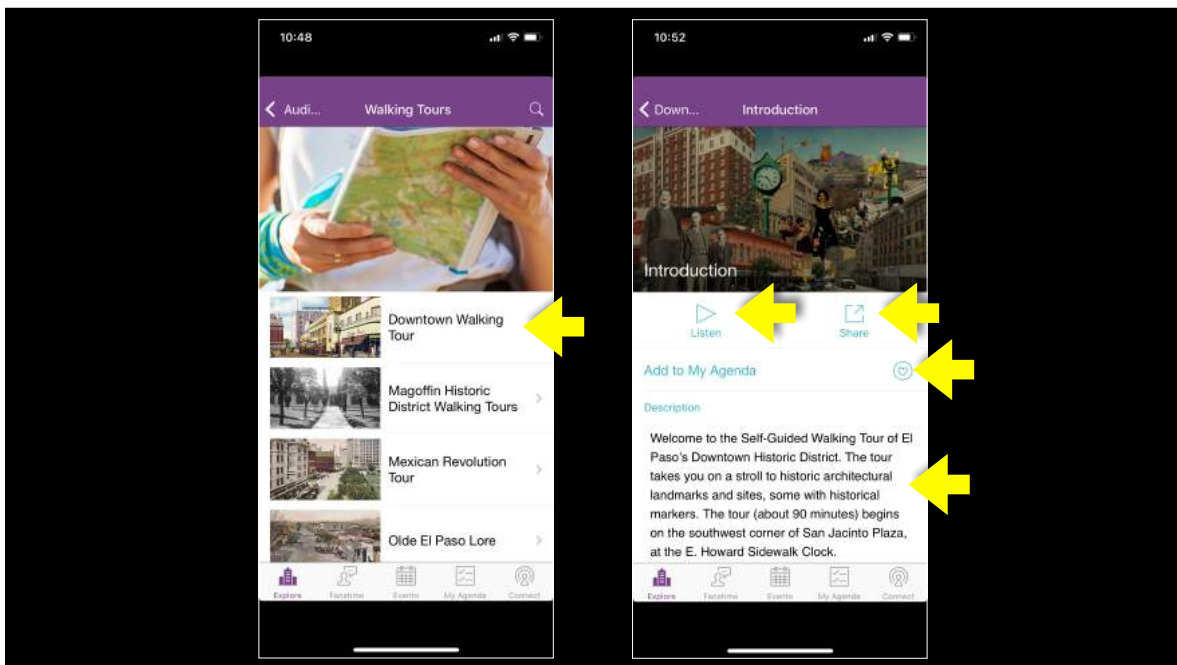 10:48
Audi...
Walking Tours
Downtown Walking
Tour
Magoffin Historic
District Walking Tours
Mexican Revolution
Tour
Olde El Paso Lore
Explore
Events
My Agenda
Connect
10:52
Down...
Introduction
Introduction
Listen
Share
Add to My Agenda
Description
Welcome to the Self-Guided Walking Tour of El
Paso's Downtown Historic District. The tour
takes you on a stroll to historic architectural
landmarks and sites, some with historical
markers. The tour (about 90 minutes) begins
on the southwest corner of San Jacinto Plaza,
at the E. Howard Sidewalk Clock.
Explore
Events
My Agenda
Connect